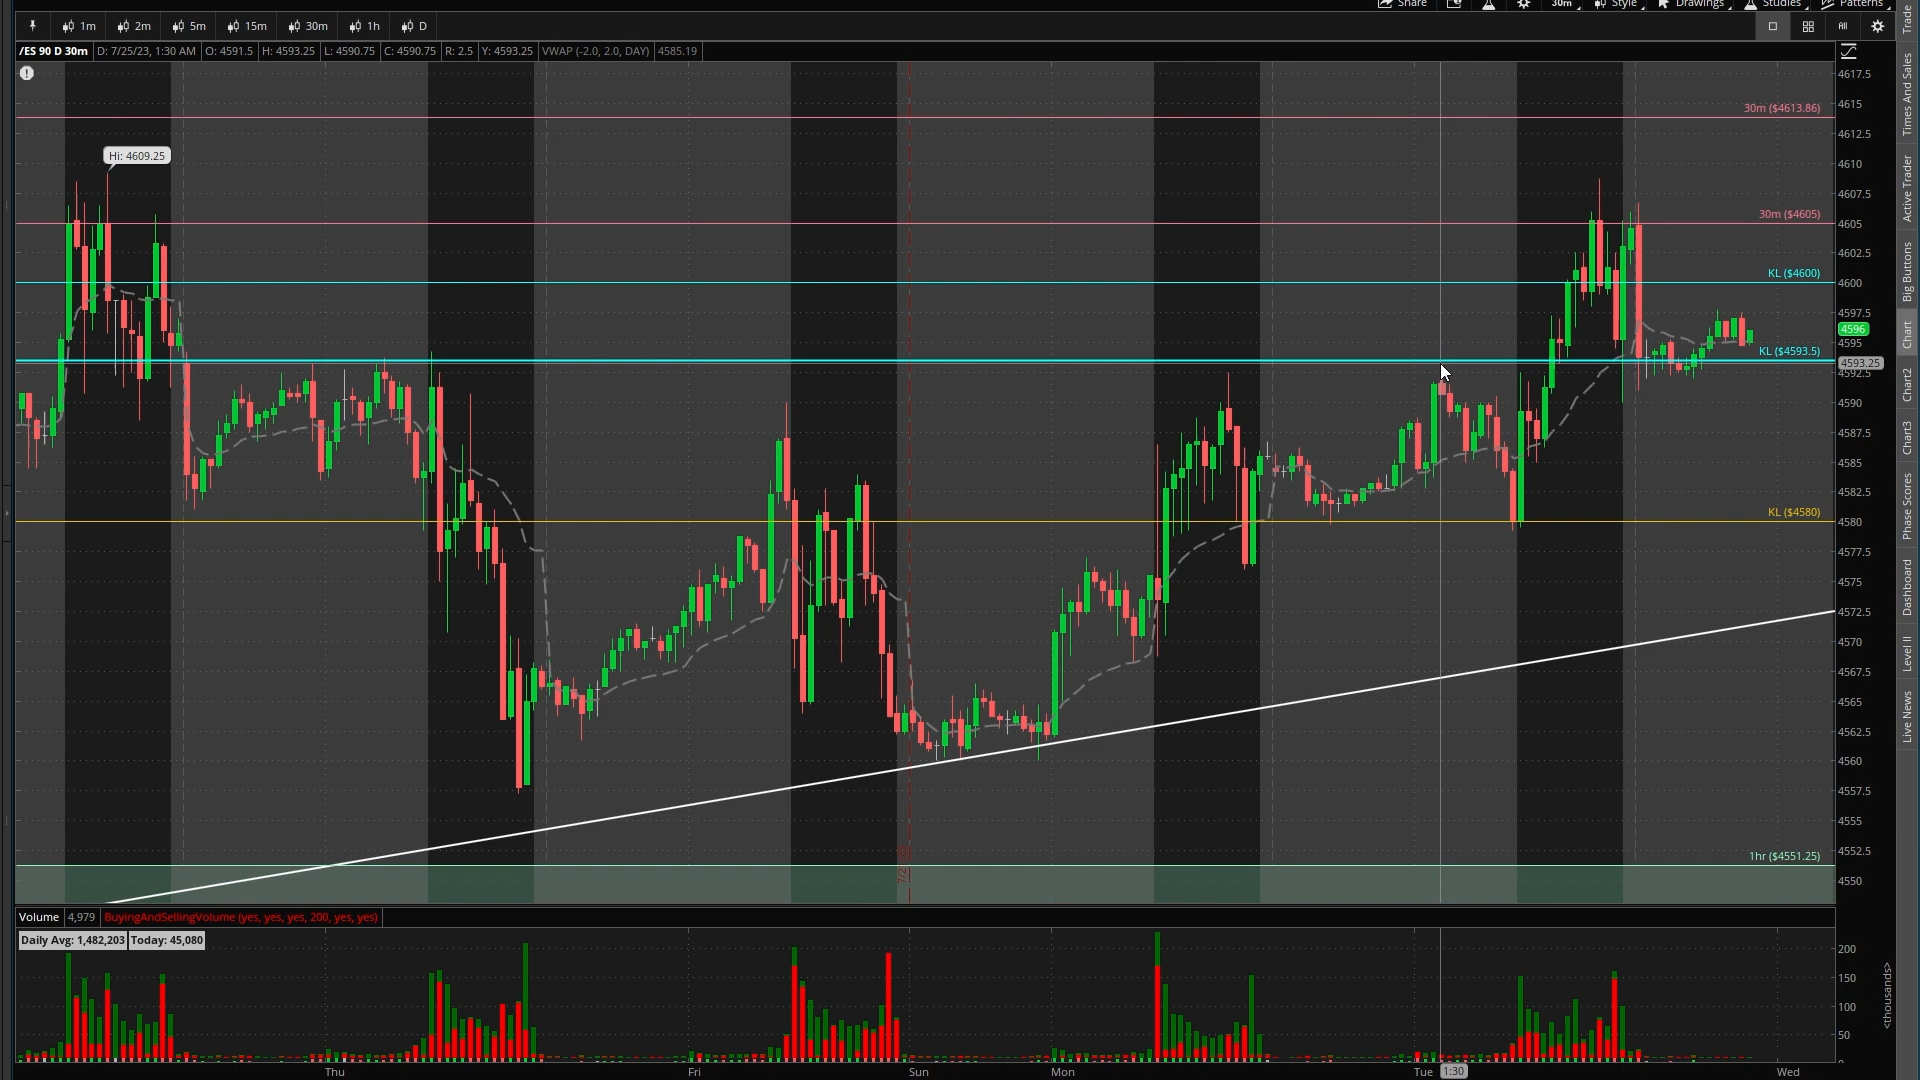 Share 30m Style Drawings Studies Patterns
1m 2m 5m 15m 30m 1h D All
/ES 90 D 30m D: 7/25/23, 1:30 AM O: 4591.5 H: 4593.25 L: 4590.75 C: 4590.75 R: 2.5 Y: 4593.25 VWAP (-2.0, 2.0, DAY) 4585.19
4617.5
30m ($4613.86)
4615
4612.5
Hi: 4609.25
4610
4607.5
30m ($4605)
4605
4602.5
KL ($4600)
4600
4597.5
4596
4595
KL ($4593.5)
4593.25
4592.5
4590
4587.5
4585
4582.5
KL ($4580)
4580
4577.5
4575
4572.5
4570
4567.5
4565
4562.5
4560
4557.5
4555
4552.5
1hr ($4551.25)
4550
Volume 4,979 BuyingAndSellingVolume (yes, yes, yes, 200, yes, yes)
Daily Avg: 1,482,203 Today: 45,080
200
150
100
50
<thousands>
Thu Fri Sun Mon Tue 1:30 Wed
Trade
Times And Sales
Active Trader
Big Buttons
Chart
Chart2
Chart3
Phase Scores
Dashboard
Level II
Live News